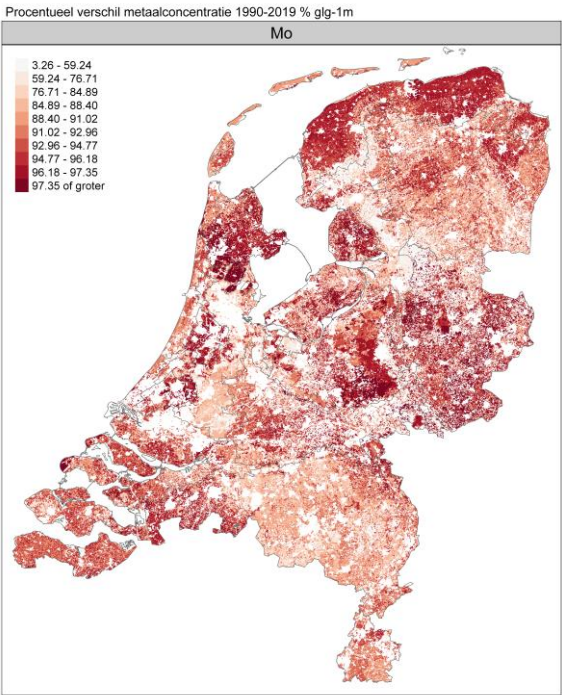 Procentueel verschil metaalconcentratie 1990-2019 % glg-1m
Mo
3.26 - 59.24
59.24 - 76.71
76.71 - 84.89
84.89 - 88.40
88.40 - 91.02
91.02 - 92.96
92.96 - 94.77
94.77 - 96.18
96.18 - 97.35
97.35 of groter